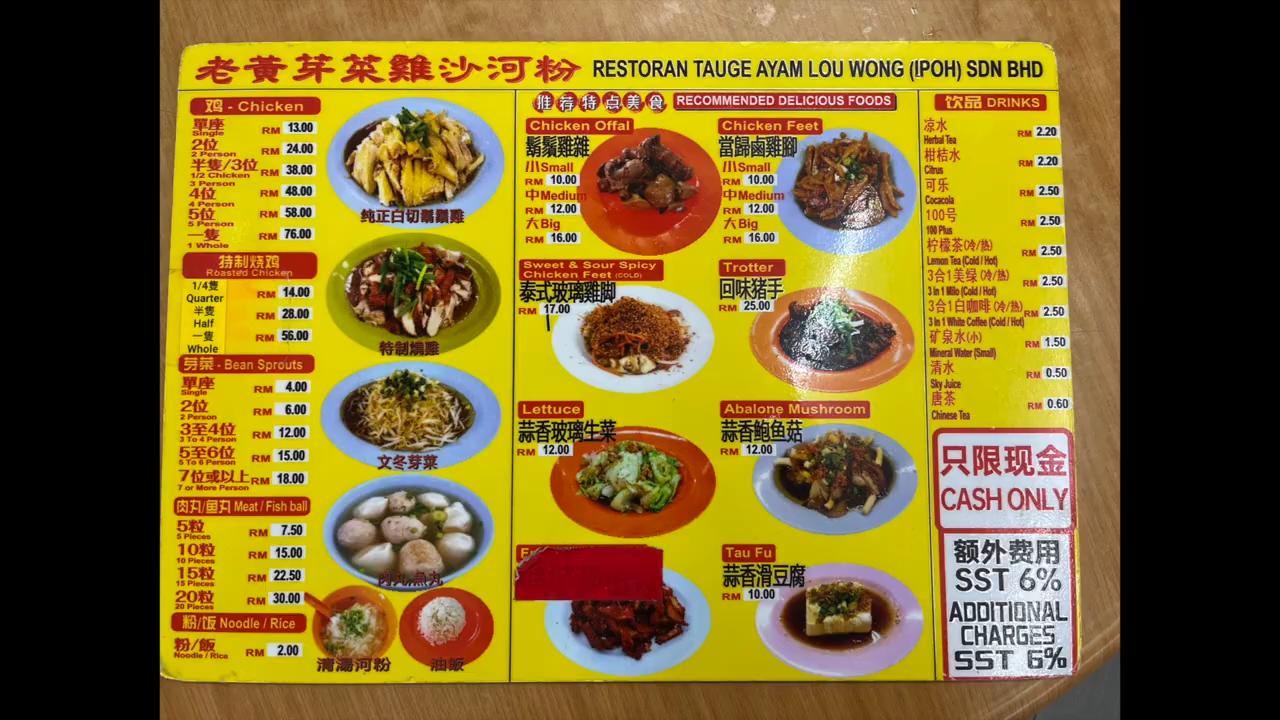 老黄芽菜雞沙河粉 RESTORAN TAUGE AYAM LOU WONG (IPOH) SDN BHD
鸡 - Chicken
單座 RM 13.00
Single
2位 RM 24.00
2 Person
半隻/3位 RM 38.00
1/2 Chicken
3 Person
4位 RM 48.00
4 Person
5位 RM 58.00
5 Person
一隻 RM 76.00
1 Whole
纯正白切鬍鬚雞
特制烧鸡
Roasted Chicken
1/4隻 RM 14.00
Quarter
半隻 RM 28.00
Half
一隻 RM 56.00
Whole
特制燒雞
芽菜 - Bean Sprouts
單座 RM 4.00
Single
2位 RM 6.00
2 Person
3至4位 RM 12.00
3 To 4 Person
5至6位 RM 15.00
5 To 6 Person
7位或以上 RM 18.00
7 or More Person
文冬芽菜
肉丸/鱼丸 Meat / Fish ball
5粒 RM 7.50
5 Pieces
10粒 RM 15.00
10 Pieces
15粒 RM 22.50
15 Pieces
20粒 RM 30.00
20 Pieces
肉丸,魚丸
粉/饭 Noodle / Rice
粉/飯 RM 2.00
Noodle / Rice
清湯河粉 油飯
推荐特点美食 RECOMMENDED DELICIOUS FOODS
Chicken Offal
鬍鬚雞雜
小Small
RM 10.00
中Medium
RM 12.00
大Big
RM 16.00
Chicken Feet
當歸鹵雞腳
小Small
RM 10.00
中Medium
RM 12.00
大Big
RM 16.00
Sweet & Sour Spicy
Chicken Feet (COLD)
泰式玻璃雞脚
RM 17.00
Trotter
回味猪手
RM 25.00
Lettuce
蒜香玻璃生菜
RM 12.00
Abalone Mushroom
蒜香鲍鱼菇
RM 12.00
Tau Fu
蒜香滑豆腐
RM 10.00
饮品 DRINKS
凉水 RM 2.20
Herbal Tea
柑桔水 RM 2.20
Citrus
可乐 RM 2.50
Cocacola
100号 RM 2.50
100 Plus
柠檬茶(冷/热) RM 2.50
Lemon Tea (Cold / Hot)
3合1美绿(冷/热) RM 2.50
3 in 1 Milo (Cold / Hot)
3合1白咖啡(冷/热) RM 2.50
3 in 1 White Coffee (Cold / Hot)
矿泉水(小) RM 1.50
Mineral Water (Small)
清水 RM 0.50
Sky Juice
唐茶 RM 0.60
Chinese Tea
只限现金
CASH ONLY
额外费用
SST 6%
ADDITIONAL
CHARGES
SST 6%